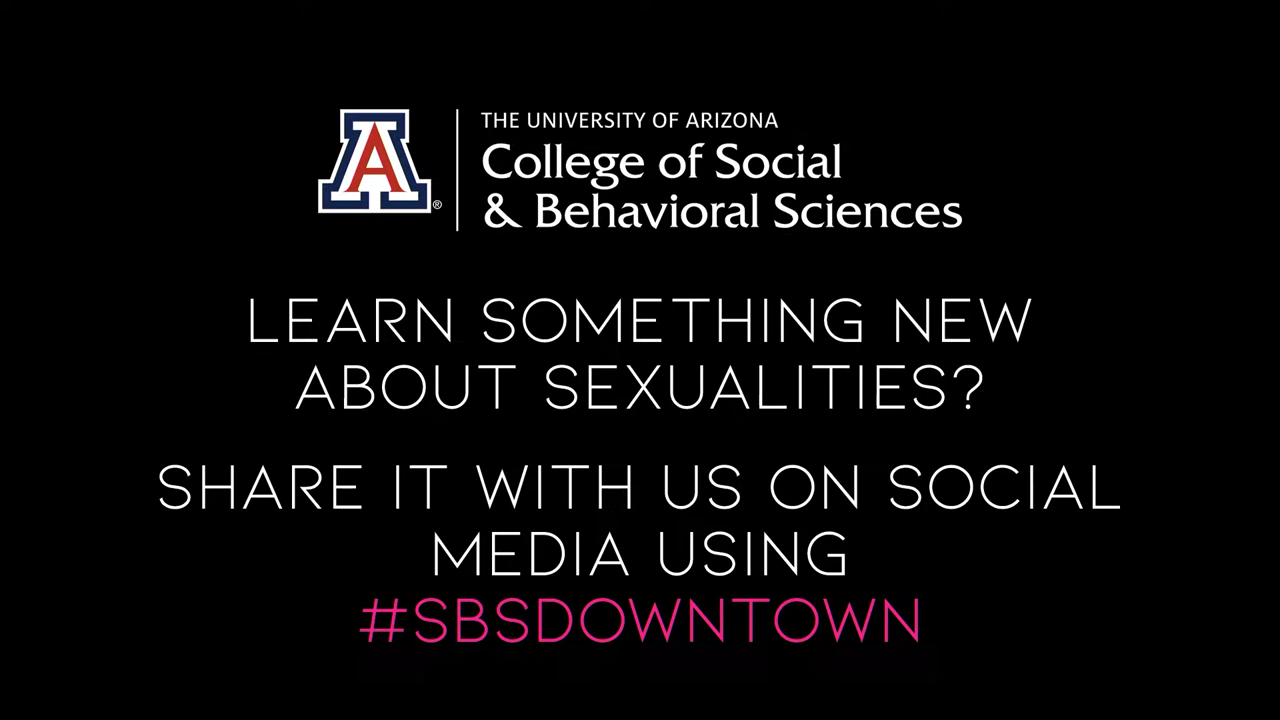 A®
THE UNIVERSITY OF ARIZONA
College of Social
& Behavioral Sciences
LEARN SOMETHING NEW
ABOUT SEXUALITIES?
SHARE IT WITH US ON SOCIAL
MEDIA USING
#SBSDOWNTOWN